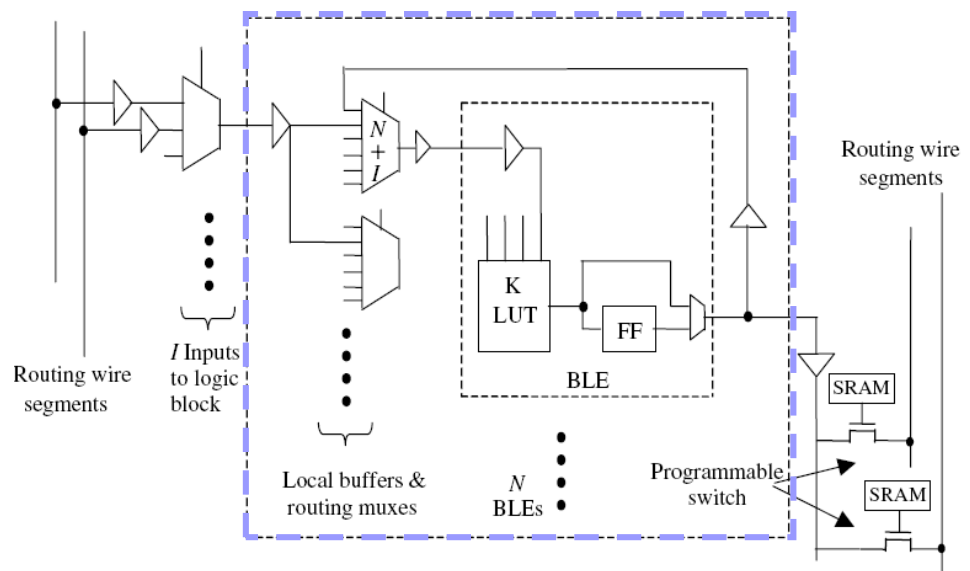 Routing wire
segments
I Inputs
to logic
block
N
+
I
Local buffers &
routing muxes
K
LUT
FF
BLE
N
BLEs
Routing wire
segments
SRAM
Programmable
switch
SRAM